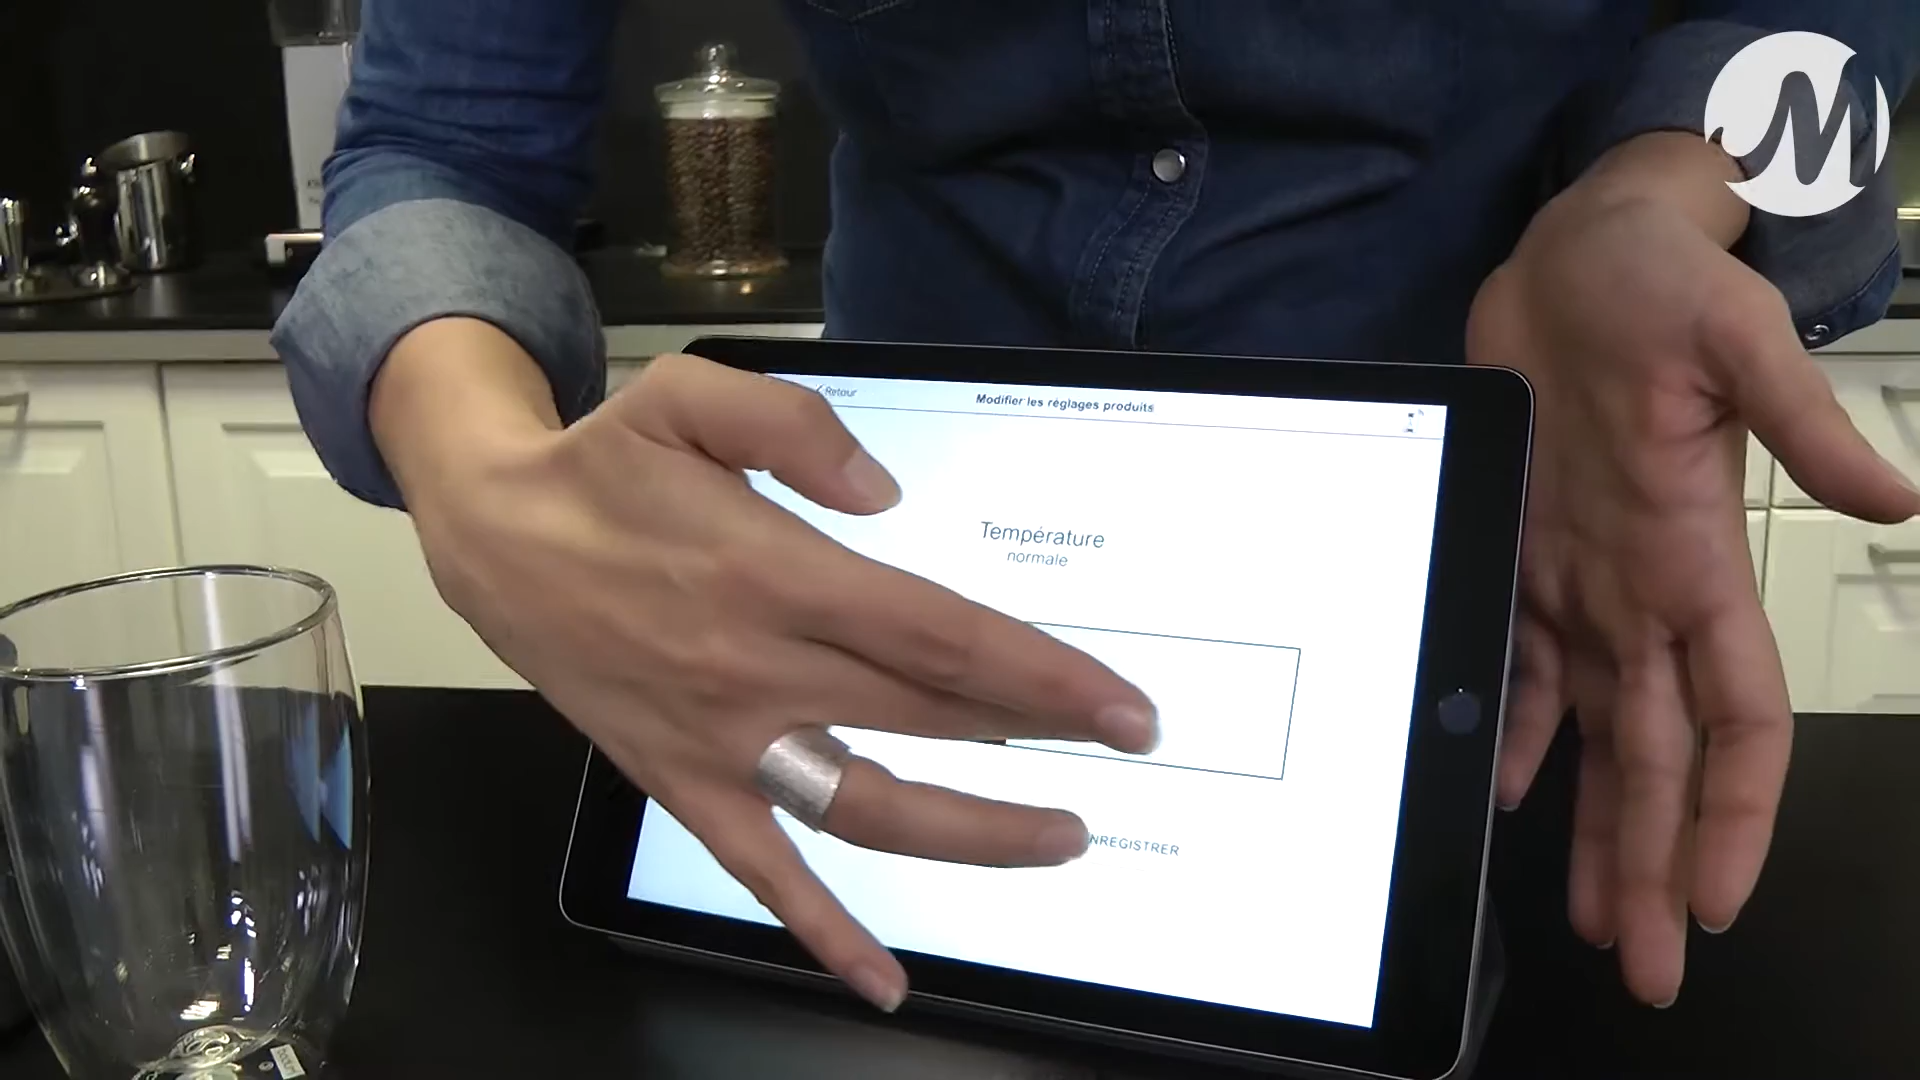 Retour
Modifier les réglages produits
Température
normale
NREGISTRER